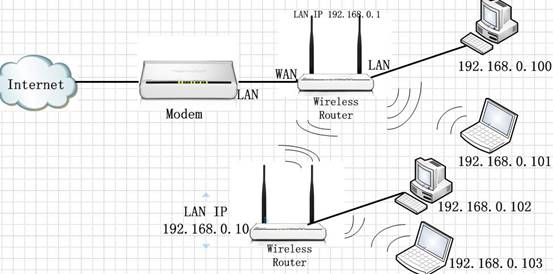 LAN IP 192.168.0.1
Internet
LAN
Modem
WAN
LAN
Wireless
Router
192.168.0.100
192.168.0.101
LAN IP
192.168.0.10
Wireless
Router
192.168.0.102
192.168.0.103